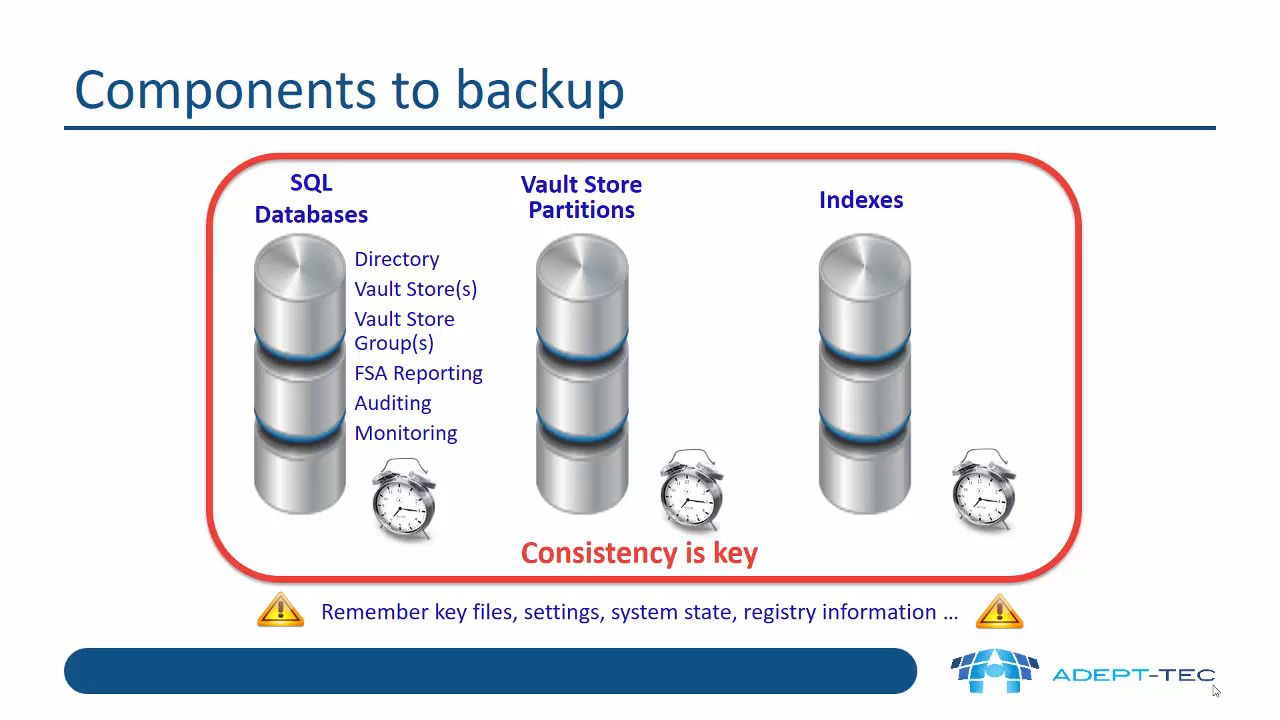 Components to backup
SQL
Databases
Directory
Vault Store(s)
Vault Store
Group(s)
FSA Reporting
Auditing
Monitoring
Vault Store
Partitions
Indexes
Consistency is key
Remember key files, settings, system state, registry information ...
ADEPT-TEC